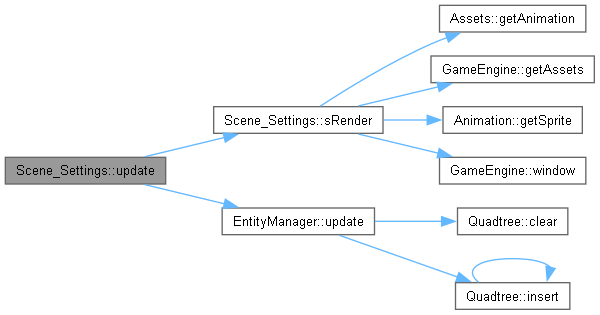 Scene_Settings::update
Scene_Settings::sRender
Assets::getAnimation
GameEngine::getAssets
Animation::getSprite
GameEngine::window
EntityManager::update
Quadtree::clear
Quadtree::insert